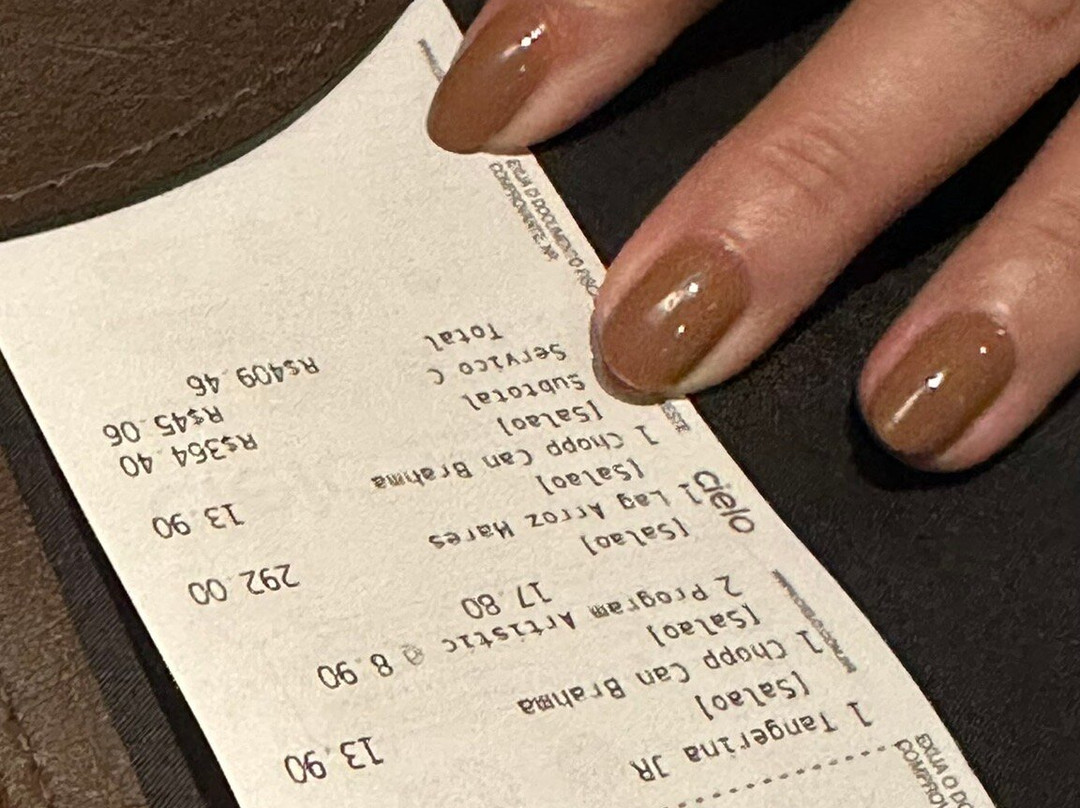 1 Tangerina JR
[Salao]
1 Chopp Can Brahma 13.90
[Salao]
2 Program Artistic @ 8.90
17.80
[Salao]
1 Lag Arroz Mares 292.00
[Salao]
1 Chopp Can Brahma 13.90
[Salao]
Subtotal R$364.40
Servico C R$45.06
Total R$409.46
cielo